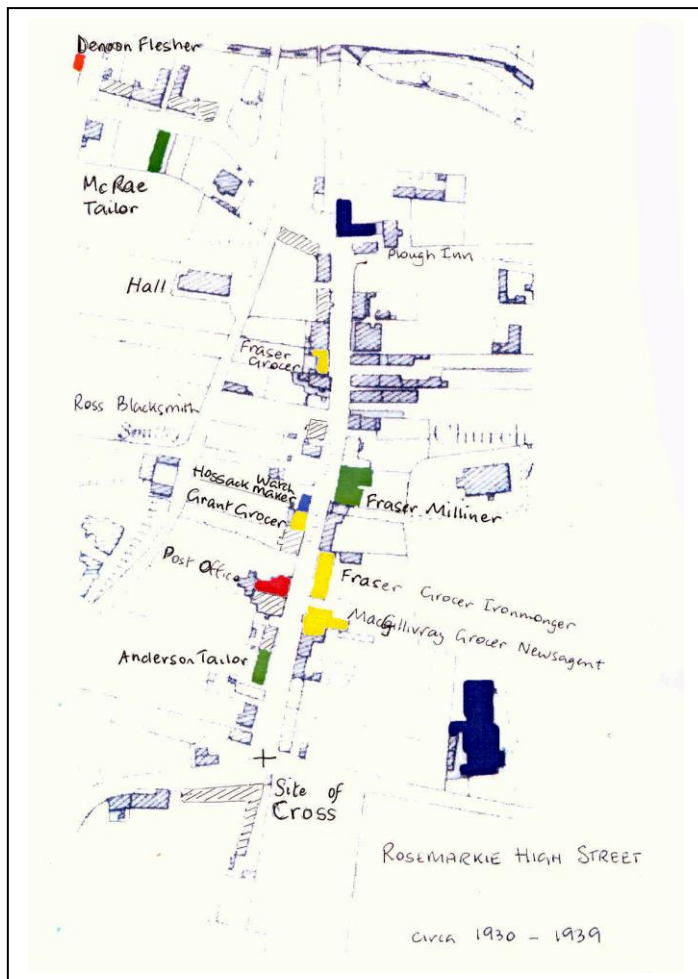 Denoon Flesher
McRae
Tailor
Plough Inn
Hall
Fraser
Grocer
Ross Blacksmith
Smithy
Church
Hossack Watch
maker
Grant Grocer
Fraser Milliner
Post Office
Fraser Grocer Ironmonger
MacGillivray Grocer Newsagent
Anderson Tailor
Site of
Cross
ROSEMARKIE HIGH STREET
circa 1930 - 1939